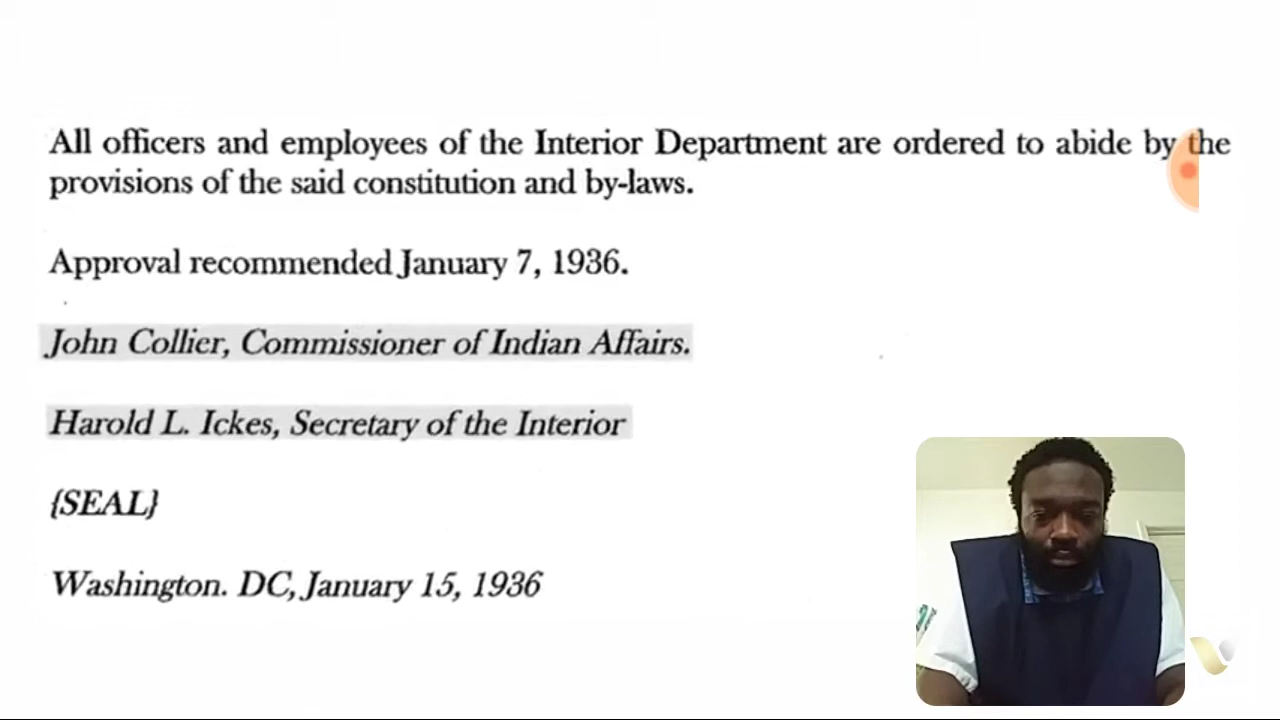 All officers and employees of the Interior Department are ordered to abide by the
provisions of the said constitution and by-laws.
Approval recommended January 7, 1936.
John Collier, Commissioner of Indian Affairs.
Harold L. Ickes, Secretary of the Interior
{SEAL}
Washington. DC, January 15, 1936